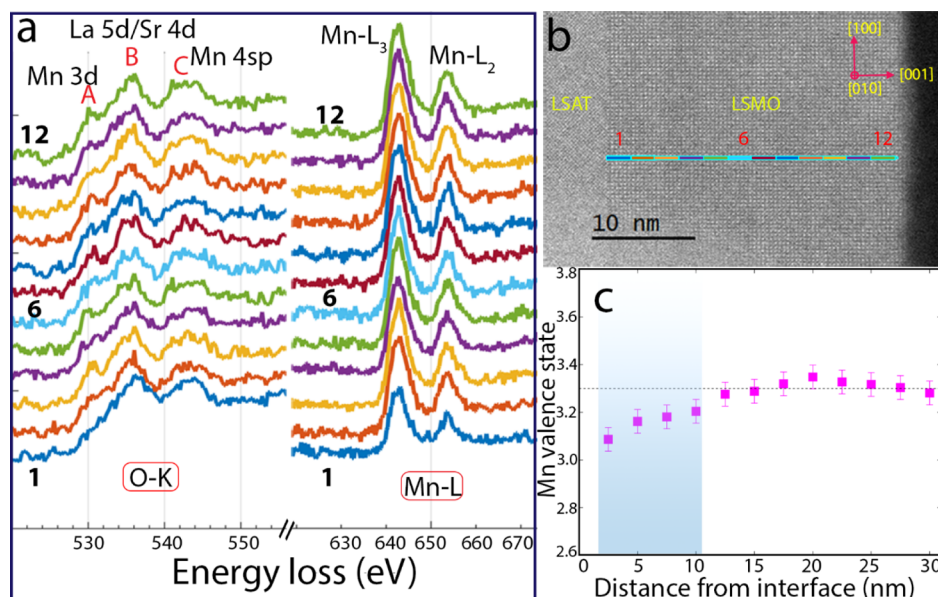 a
La 5d/Sr 4d
B
C
Mn 4sp
Mn 3d
A
12
6
1
O-K
Mn-L₃
Mn-L₂
12
6
1
Mn-L
530 540 550 630 640 650 660 670
Energy loss (eV)
b
[100]
[001]
[010]
LSAT
LSMO
1
6
12
10 nm
c
Mn valence state
3.8
3.6
3.4
3.2
3.0
2.8
2.6
0 5 10 15 20 25 30
Distance from interface (nm)